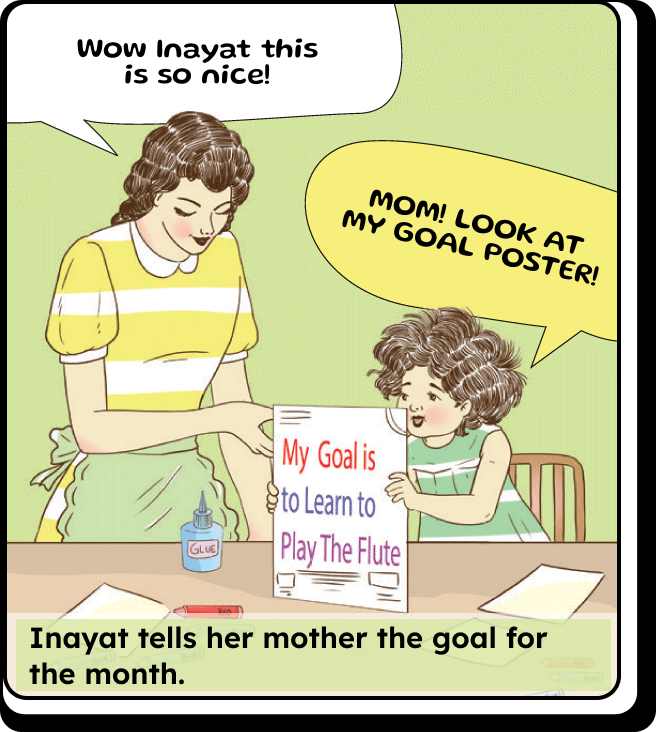 Wow Inayat this
is so nice!
MOM! LOOK AT
MY GOAL POSTER!
My Goal is
to Learn to
Play The Flute
GLUE
Inayat tells her mother the goal for
the month.